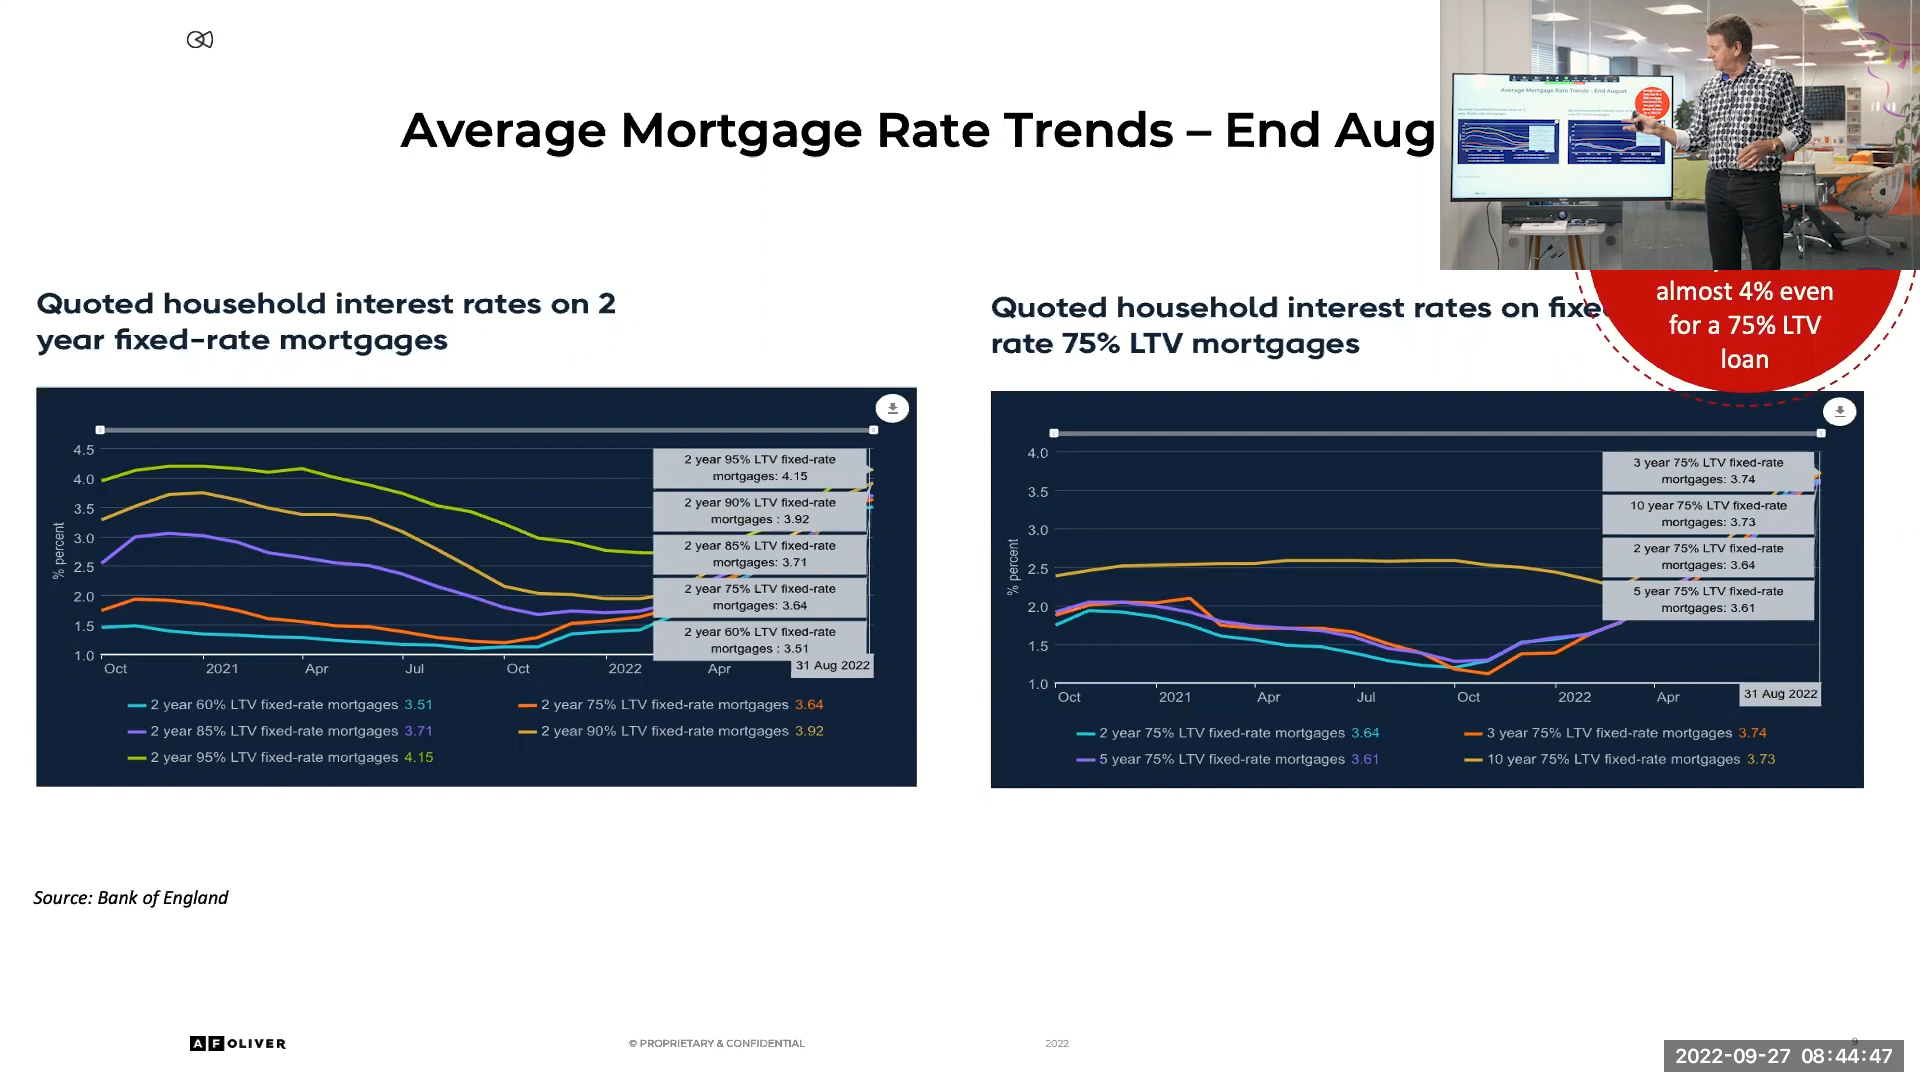 Average Mortgage Rate Trends – End Aug
almost 4% even
for a 75% LTV
loan
Quoted household interest rates on 2
year fixed-rate mortgages
4.5
4.0
3.5
3.0
2.5
2.0
1.5
1.0
% percent
2 year 95% LTV fixed-rate
mortgages: 4.15
2 year 90% LTV fixed-rate
mortgages : 3.92
2 year 85% LTV fixed-rate
mortgages: 3.71
2 year 75% LTV fixed-rate
mortgages: 3.64
2 year 60% LTV fixed-rate
mortgages : 3.51
31 Aug 2022
Oct 2021 Apr Jul Oct 2022 Apr
2 year 60% LTV fixed-rate mortgages 3.51 2 year 75% LTV fixed-rate mortgages 3.64
2 year 85% LTV fixed-rate mortgages 3.71 2 year 90% LTV fixed-rate mortgages 3.92
2 year 95% LTV fixed-rate mortgages 4.15
Quoted household interest rates on fixe
rate 75% LTV mortgages
4.0
3.5
3.0
2.5
2.0
1.5
1.0
% percent
3 year 75% LTV fixed-rate
mortgages: 3.74
10 year 75% LTV fixed-rate
mortgages: 3.73
2 year 75% LTV fixed-rate
mortgages: 3.64
5 year 75% LTV fixed-rate
mortgages: 3.61
31 Aug 2022
Oct 2021 Apr Jul Oct 2022 Apr
2 year 75% LTV fixed-rate mortgages 3.64 3 year 75% LTV fixed-rate mortgages 3.74
5 year 75% LTV fixed-rate mortgages 3.61 10 year 75% LTV fixed-rate mortgages 3.73
Source: Bank of England
AF OLIVER
© PROPRIETARY & CONFIDENTIAL
2022
9
2022-09-27 08:44:47
Average Mortgage Rate Trends - End August